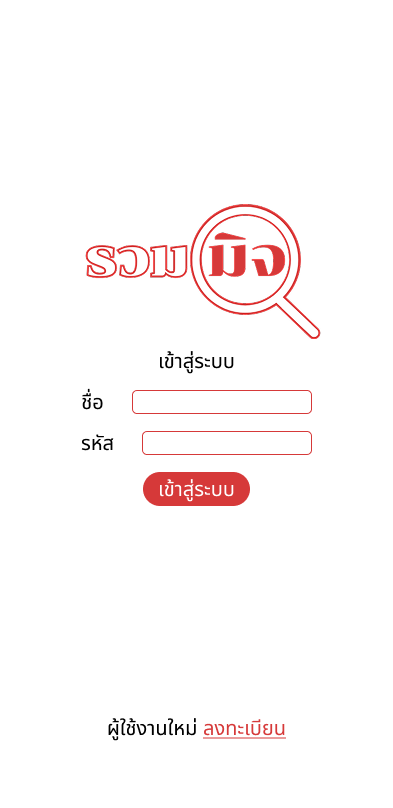 รวมมิจ
เข้าสู่ระบบ
ชื่อ
รหัส
เข้าสู่ระบบ
ผู้ใช้งานใหม่ ลงทะเบียน